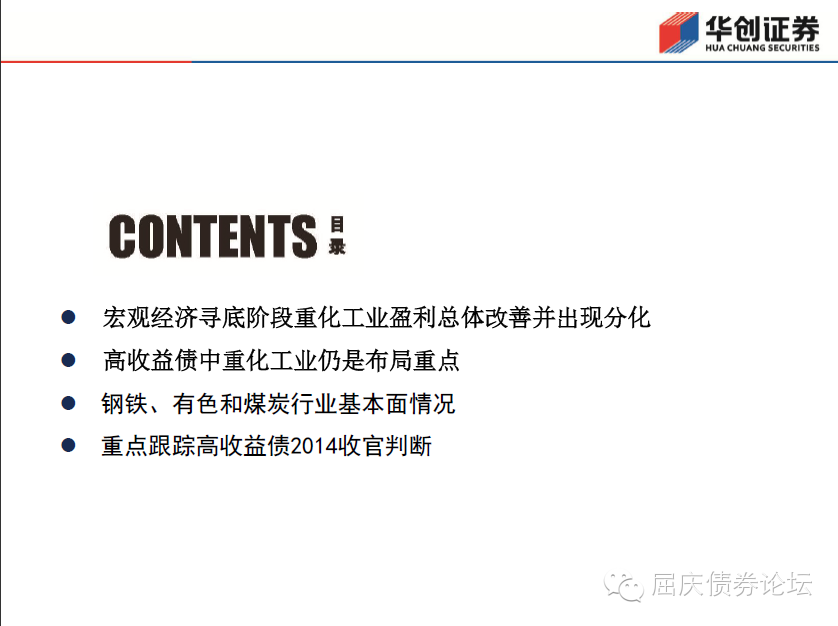 华创证券
HUA CHUANG SECURITIES
CONTENTS 目录
宏观经济寻底阶段重化工业盈利总体改善并出现分化
高收益债中重化工业仍是布局重点
钢铁、有色和煤炭行业基本面情况
重点跟踪高收益债2014收官判断
屈庆债券论坛